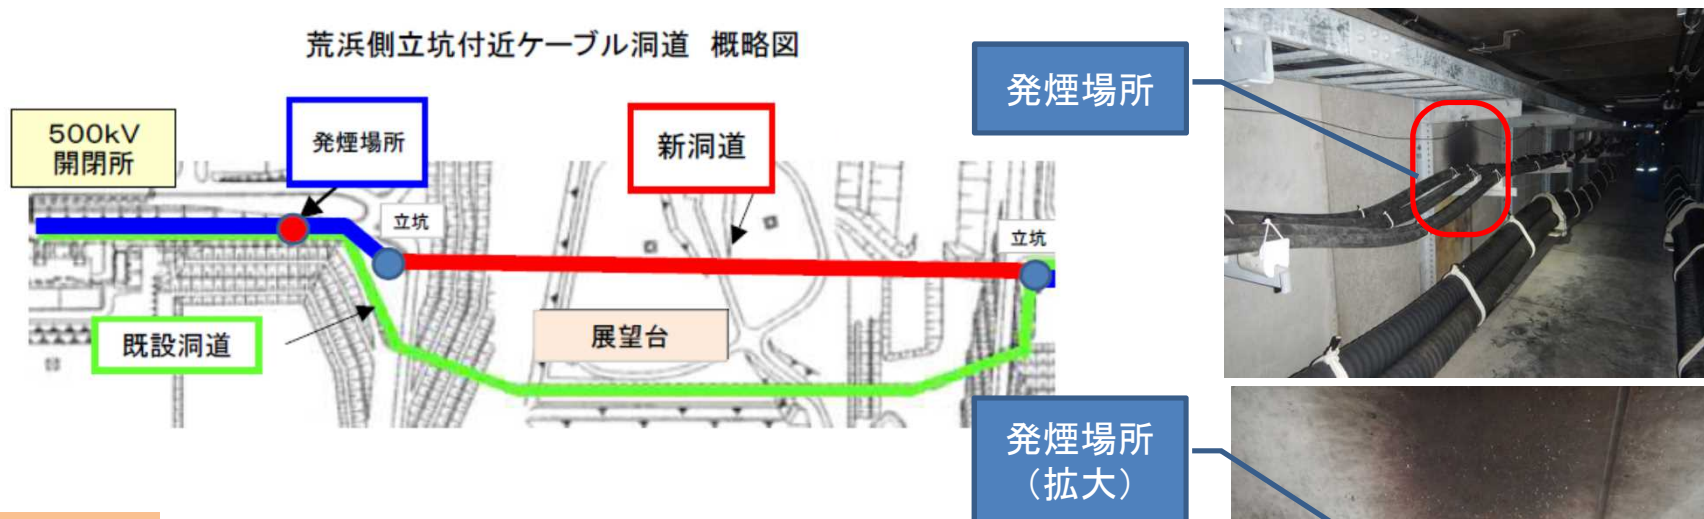 荒浜側立坑付近ケーブル洞道 概略図
500kV
開閉所
発煙場所
新洞道
立坑
立坑
既設洞道
展望台
発煙場所
発煙場所
（拡大）